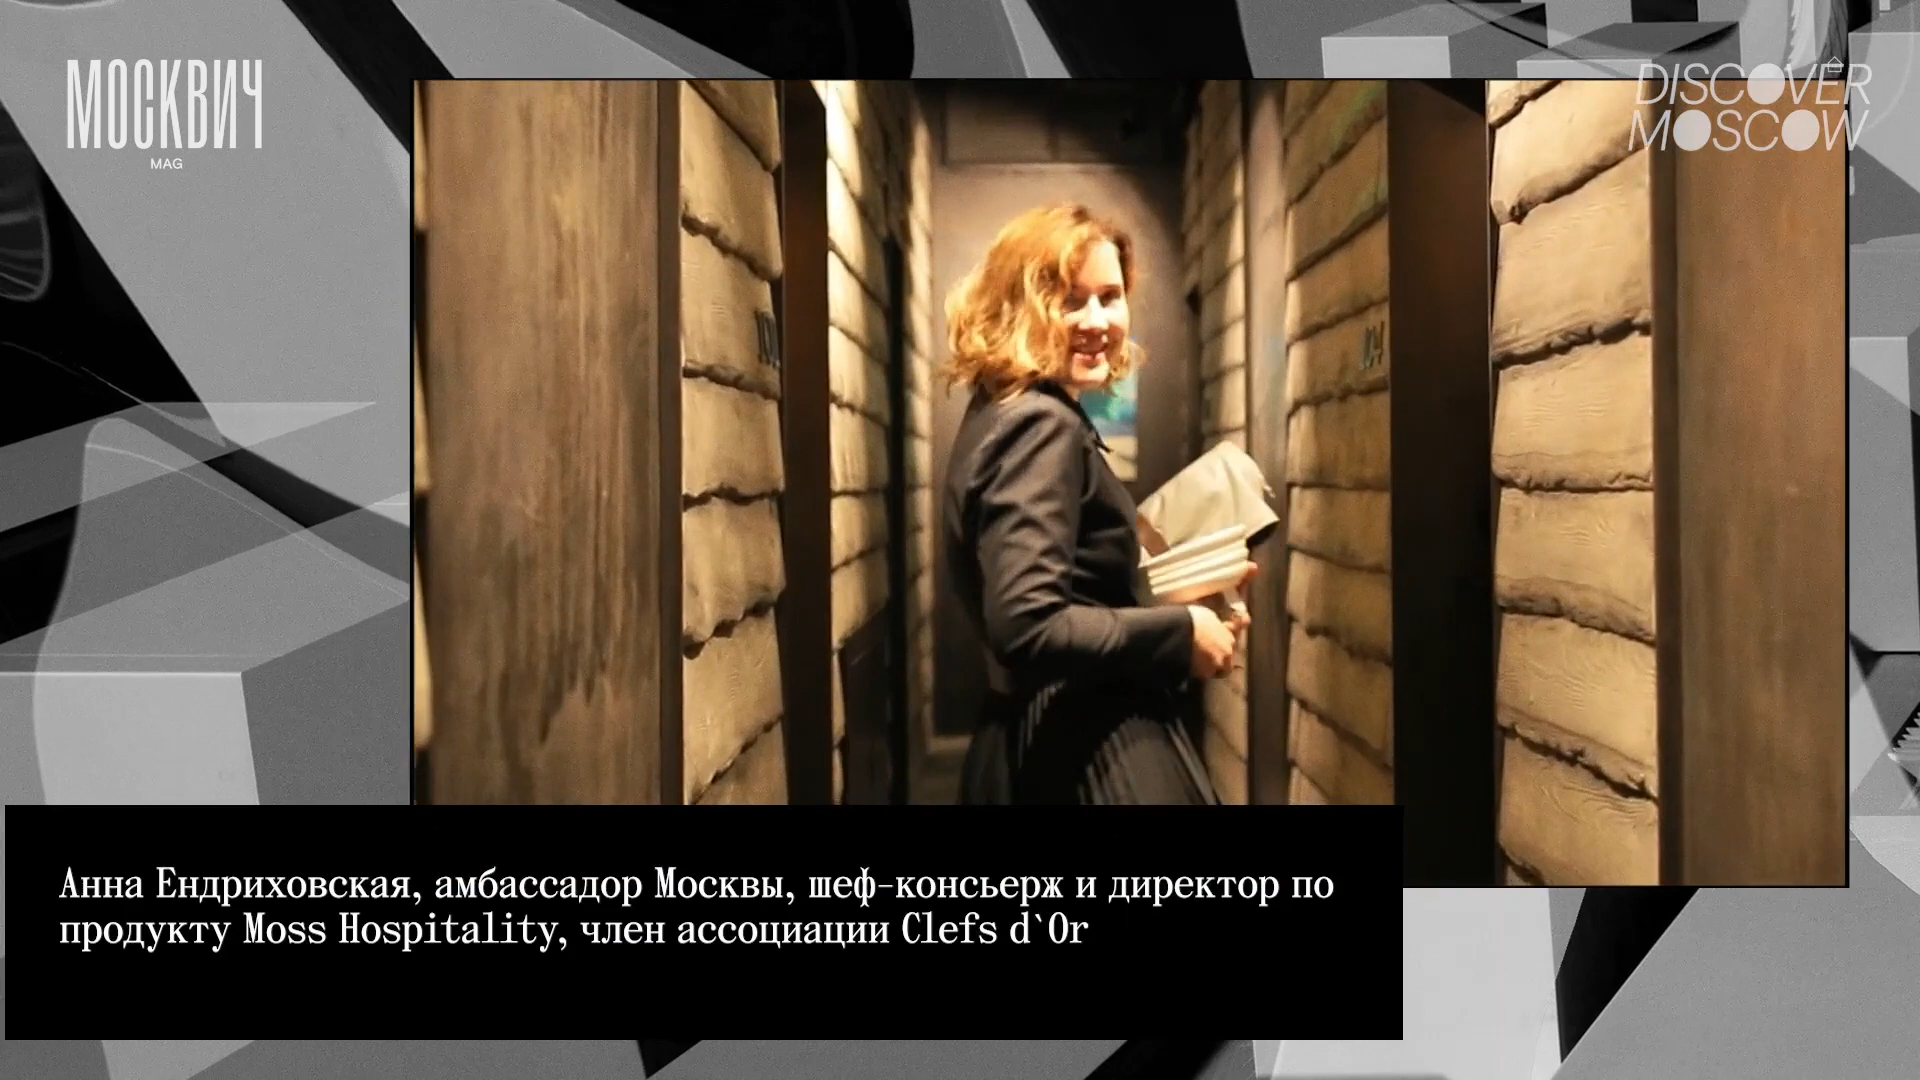 МОСКВИЧ
MAG
DISCOVER
MOSCOW
104
Анна Ендриховская, амбассадор Москвы, шеф-консьерж и директор по
продукту Moss Hospitality, член ассоциации Clefs d`Or